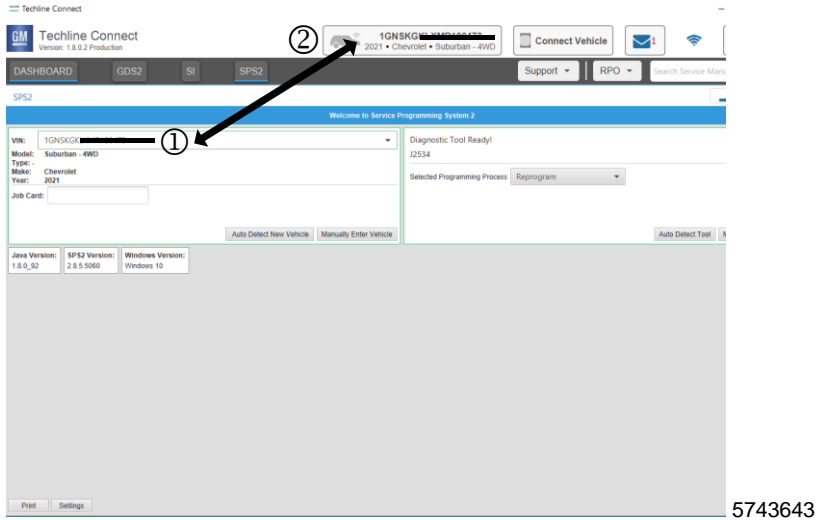 Techline Connect
GM Techline Connect
Version: 1.8.0.2 Production
②
2021 • Chevrolet • Suburban - 4WD
Connect Vehicle
1
DASHBOARD GDS2 SI SPS2 Support RPO Search Service Manu
SPS2
Welcome to Service Programming System 2
VIN: 1GNSKGK
①
Model: Suburban - 4WD
Type: -
Make: Chevrolet
Year: 2021
Job Card:
Auto Detect New Vehicle Manually Enter Vehicle
Diagnostic Tool Ready!
J2534
Selected Programming Process Reprogram
Auto Detect Tool M
Java Version: SPS2 Version: Windows Version:
1.8.0_92 2.8.5.5060 Windows 10
Print Settings
5743643